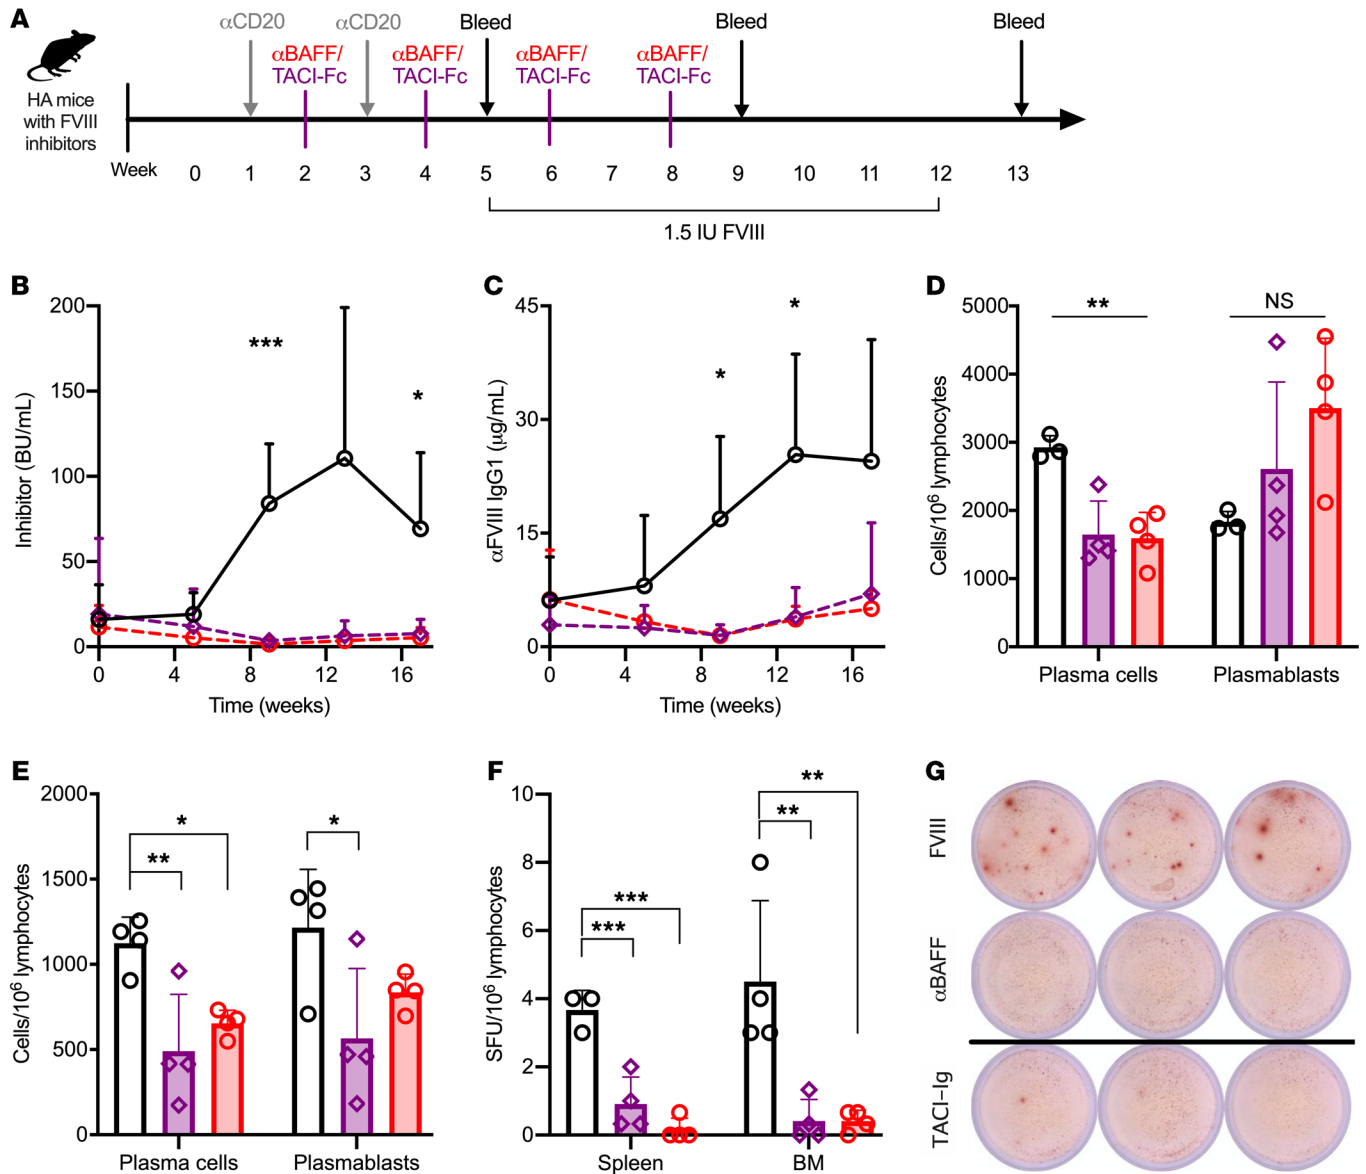 A
αCD20
αCD20
Bleed
Bleed
Bleed
αBAFF/
TACI-Fc
αBAFF/
TACI-Fc
αBAFF/
TACI-Fc
αBAFF/
TACI-Fc
HA mice
with FVIII
inhibitors
Week
0 1 2 3 4 5 6 7 8 9 10 11 12 13
1.5 IU FVIII
B
200
150
100
50
0
Inhibitor (BU/mL)
***
*
0 4 8 12 16
Time (weeks)
C
45
30
15
0
αFVIII IgG1 (μg/mL)
*
*
0 4 8 12 16
Time (weeks)
D
5000
4000
3000
2000
1000
0
Cells/10⁶ lymphocytes
**
NS
Plasma cells
Plasmablasts
E
2000
1500
1000
500
0
Cells/10⁶ lymphocytes
*
**
*
Plasma cells
Plasmablasts
F
10
8
6
4
2
0
SFU/10⁶ lymphocytes
***
***
**
**
Spleen
BM
G
FVIII
αBAFF
TACI–Ig